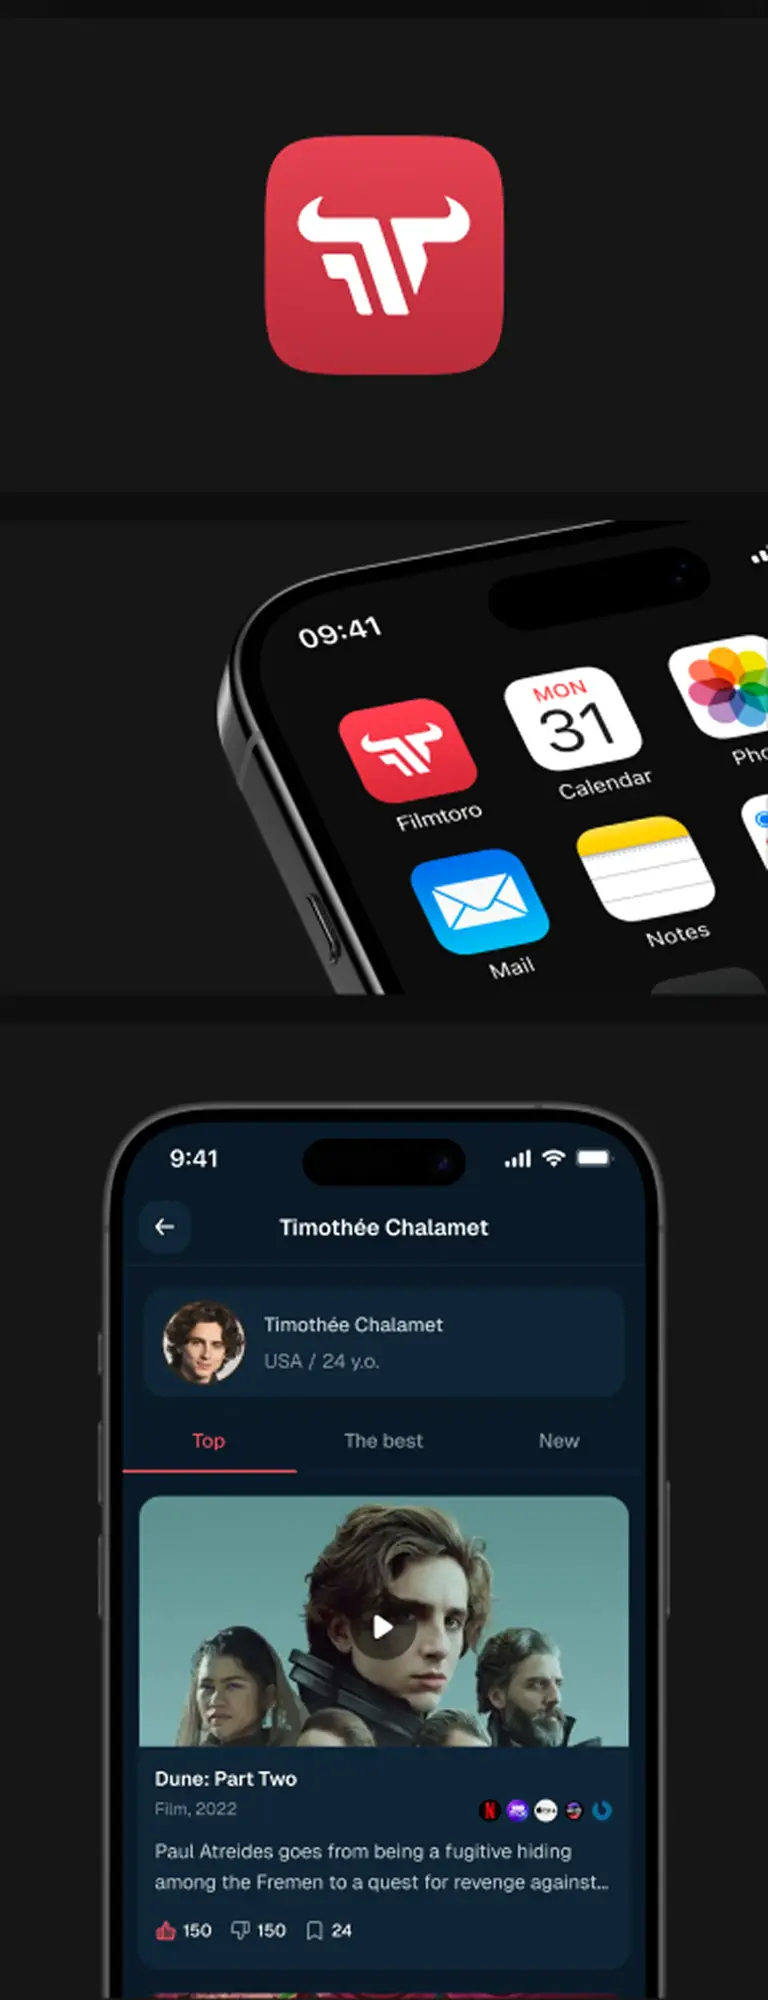 09:41
MON
31
Filmtoro
Calendar
Pho
Mail
Notes
9:41
Timothée Chalamet
Timothée Chalamet
USA / 24 y.o.
Top
The best
New
Dune: Part Two
Film, 2022
N
Paul Atreides goes from being a fugitive hiding
among the Fremen to a quest for revenge against...
150
150
24